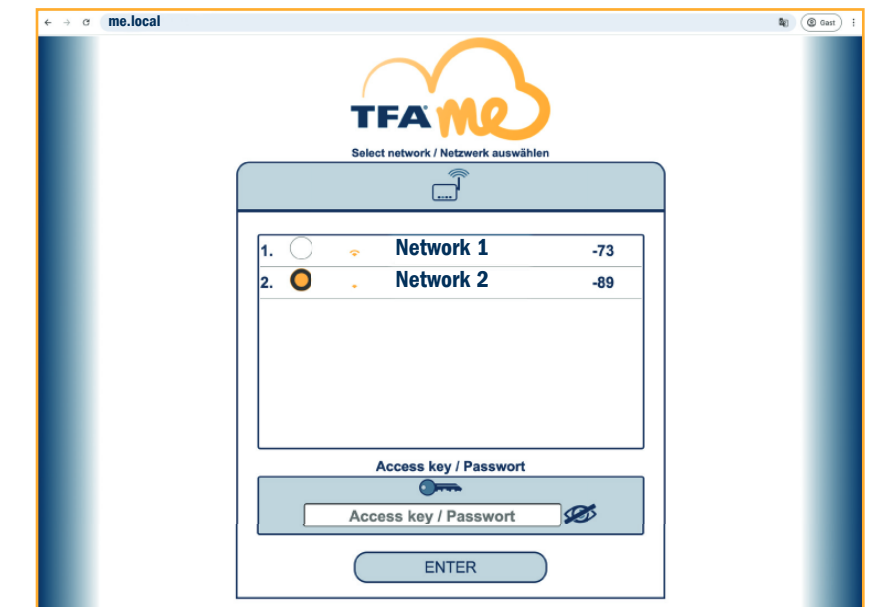 me.local
Gast
TFA me
Select network / Netzwerk auswählen
1. Network 1 -73
2. Network 2 -89
Access key / Passwort
Access key / Passwort
ENTER